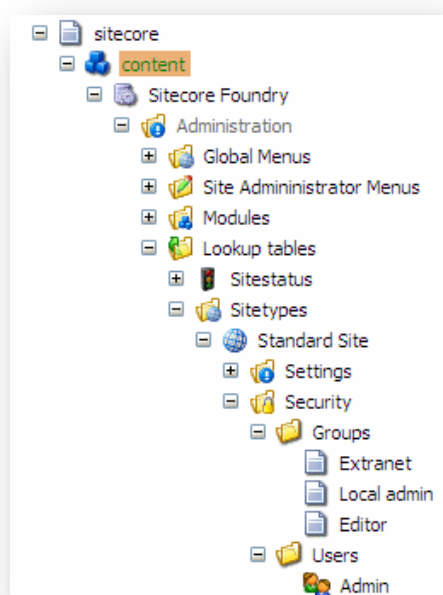 sitecore
content
Sitecore Foundry
Administration
Global Menus
Site Admininistrator Menus
Modules
Lookup tables
Sitestatus
Sitetypes
Standard Site
Settings
Security
Groups
Extranet
Local admin
Editor
Users
Admin